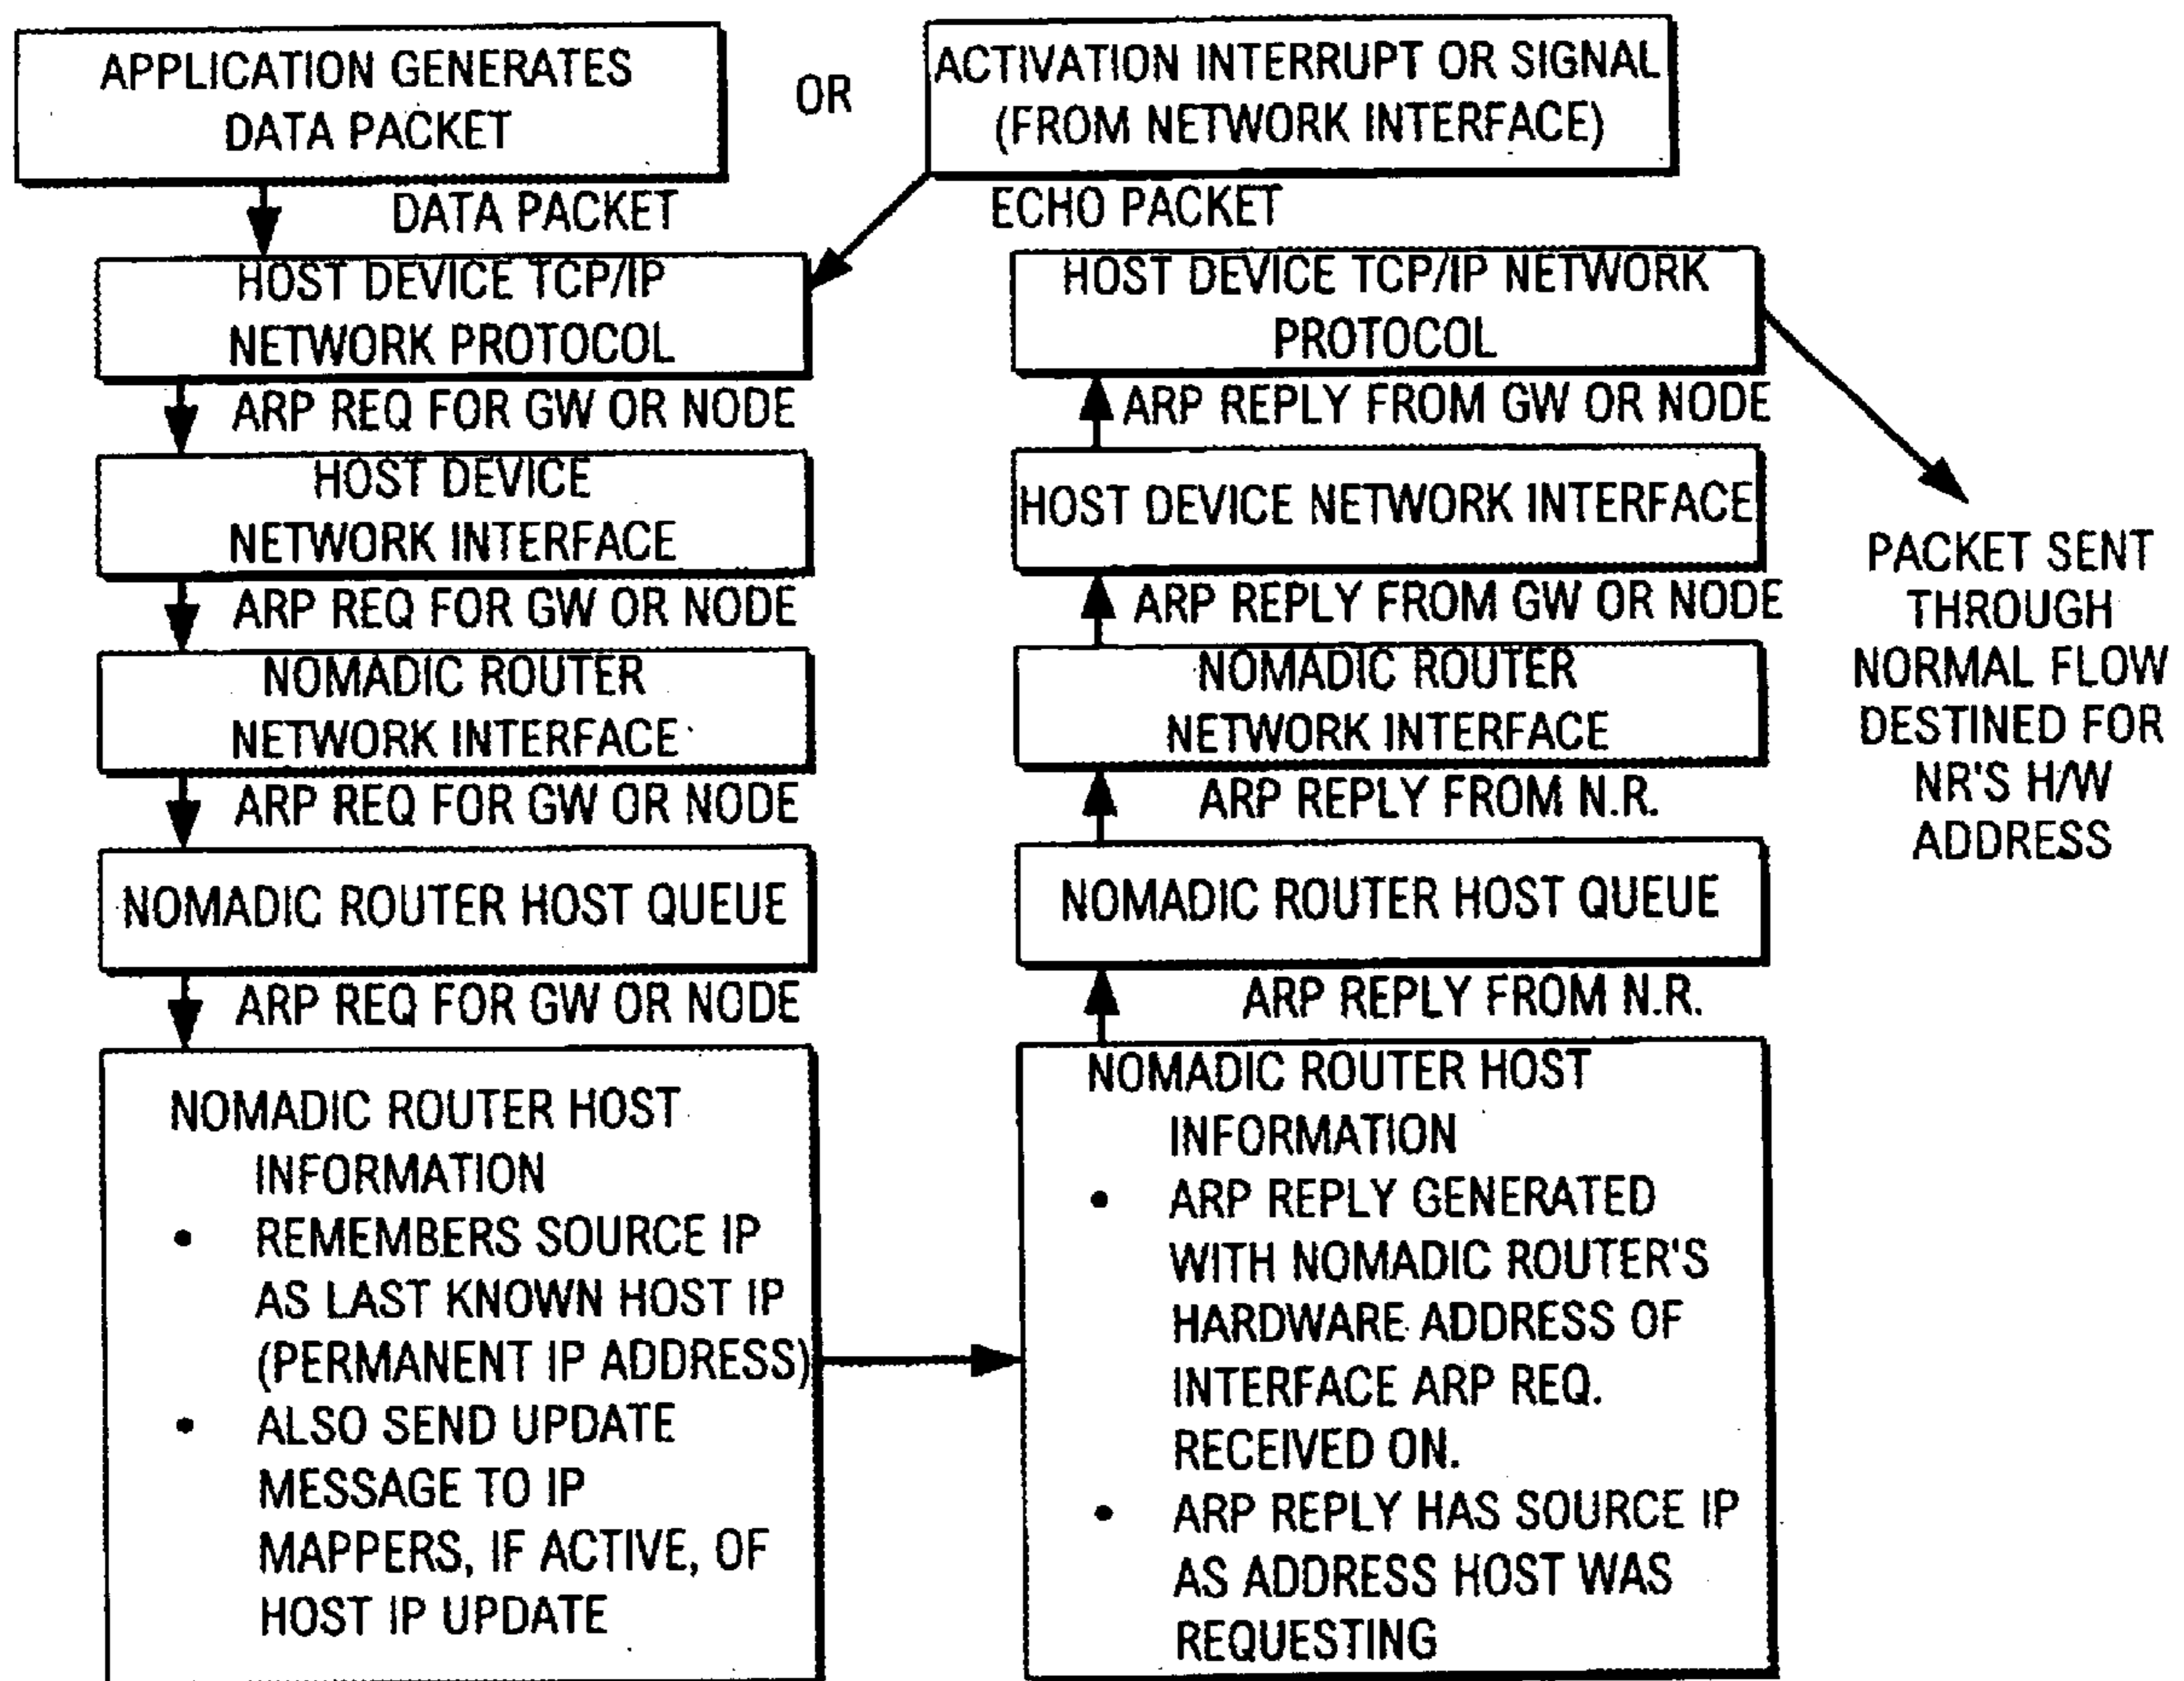 APPLICATION GENERATES
DATA PACKET
OR
ACTIVATION INTERRUPT OR SIGNAL
(FROM NETWORK INTERFACE)
DATA PACKET
ECHO PACKET
HOST DEVICE TCP/IP
NETWORK PROTOCOL
ARP REQ FOR GW OR NODE
HOST DEVICE
NETWORK INTERFACE
ARP REQ FOR GW OR NODE
NOMADIC ROUTER
NETWORK INTERFACE
ARP REQ FOR GW OR NODE
NOMADIC ROUTER HOST QUEUE
ARP REQ FOR GW OR NODE
NOMADIC ROUTER HOST
INFORMATION
• REMEMBERS SOURCE IP
AS LAST KNOWN HOST IP
(PERMANENT IP ADDRESS)
• ALSO SEND UPDATE
MESSAGE TO IP
MAPPERS, IF ACTIVE, OF
HOST IP UPDATE
HOST DEVICE TCP/IP NETWORK
PROTOCOL
ARP REPLY FROM GW OR NODE
HOST DEVICE NETWORK INTERFACE
ARP REPLY FROM GW OR NODE
NOMADIC ROUTER
NETWORK INTERFACE
ARP REPLY FROM N.R.
NOMADIC ROUTER HOST QUEUE
ARP REPLY FROM N.R.
NOMADIC ROUTER HOST
INFORMATION
• ARP REPLY GENERATED
WITH NOMADIC ROUTER'S
HARDWARE ADDRESS OF
INTERFACE ARP REQ.
RECEIVED ON.
• ARP REPLY HAS SOURCE IP
AS ADDRESS HOST WAS
REQUESTING
PACKET SENT
THROUGH
NORMAL FLOW
DESTINED FOR
NR'S H/W
ADDRESS